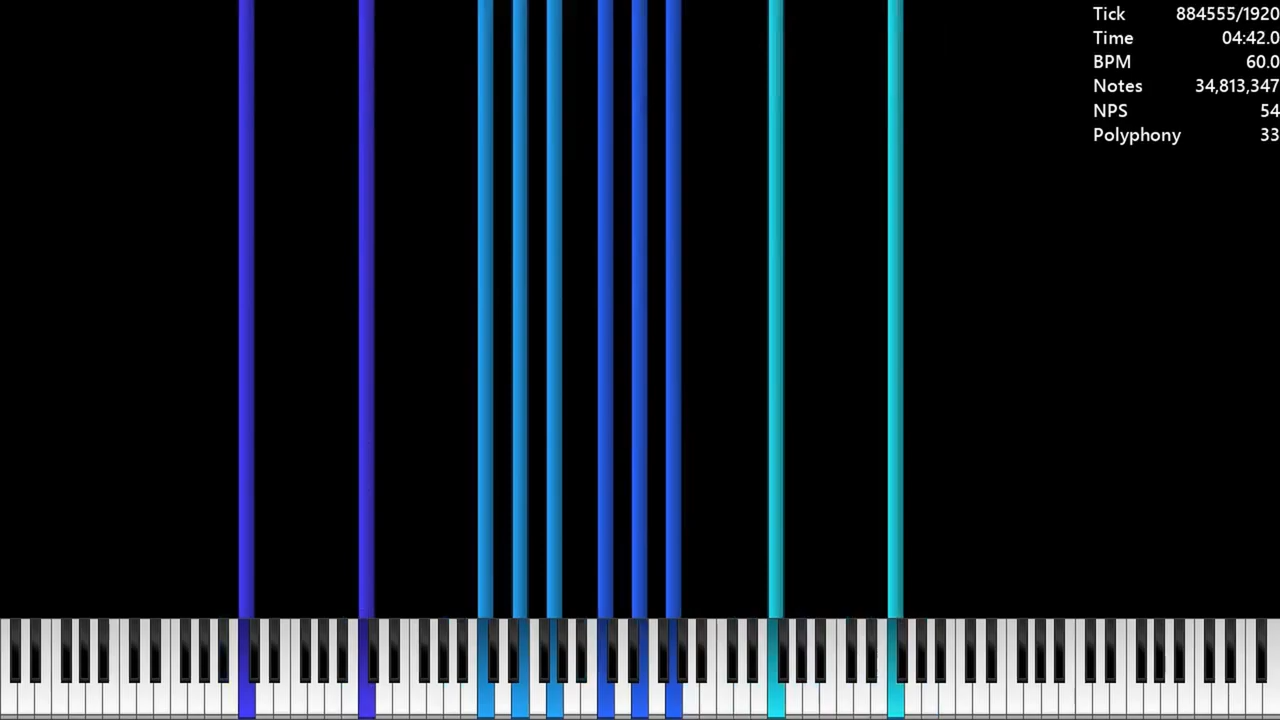 Tick 884555/1920
Time 04:42.0
BPM 60.0
Notes 34,813,347
NPS 54
Polyphony 33